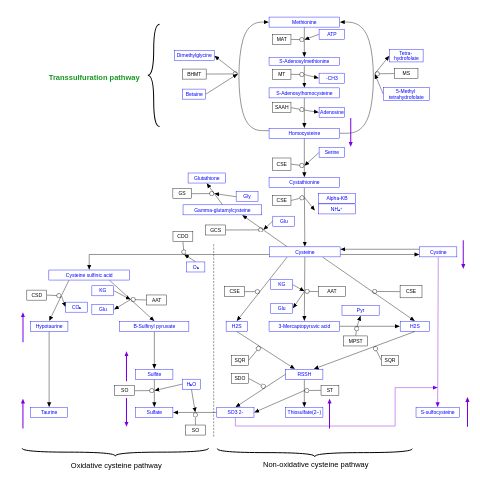 Methionine
MAT
ATP
Dimethylglycine
Tetra-
hydrofolate
S-Adenosylmethionine
Transsulfuration pathway
BHMT
MT
-CH3
MS
Betaine
S-Adenosylhomocysteine
5-Methyl
tetrahydrofolate
SAAH
Adenosine
Homocysteine
Serine
CSE
Glutathione
Cystathionine
GS
Gly
CSE
Alpha-KB
NH₄⁺
Gamma-glutamylcysteine
Glu
GCS
CDO
Cysteine
Cystine
O₂
Cysteine sulfinic acid
KG
KG
CSD
AAT
CSE
AAT
CSE
CO₂
Glu
Glu
Pyr
Hypotaurine
B-Sulfinyl pyruvate
H2S
3-Mercaptopyruvic acid
H2S
MPST
SQR
SQR
Sulfite
SDO
RSSH
SO
H₂O
ST
Taurine
Sulfate
SO3 2-
Thiosulfate(2−)
S-sulfocysteine
SO
Oxidative cysteine pathway
Non-oxidative cysteine pathway